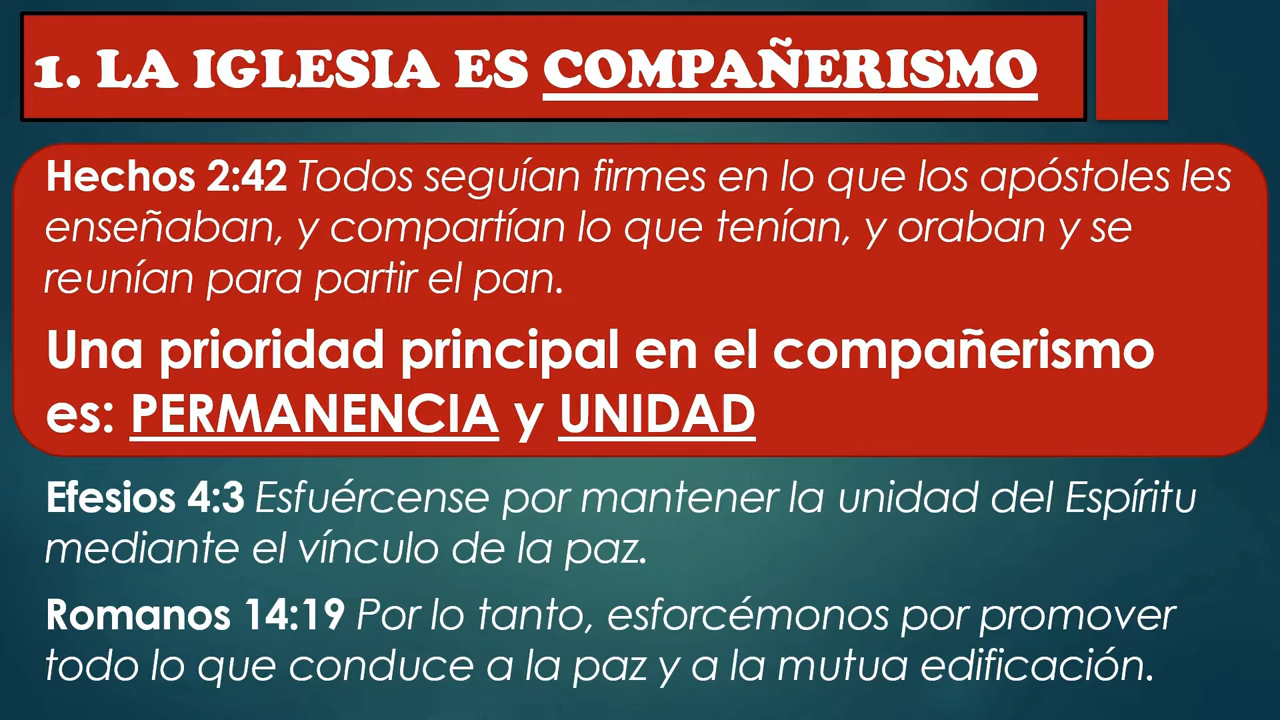 1. LA IGLESIA ES COMPAÑERISMO
Hechos 2:42 Todos seguían firmes en lo que los apóstoles les
enseñaban, y compartían lo que tenían, y oraban y se
reunían para partir el pan.
Una prioridad principal en el compañerismo
es: PERMANENCIA y UNIDAD
Efesios 4:3 Esfuércense por mantener la unidad del Espíritu
mediante el vínculo de la paz.
Romanos 14:19 Por lo tanto, esforcémonos por promover
todo lo que conduce a la paz y a la mutua edificación.